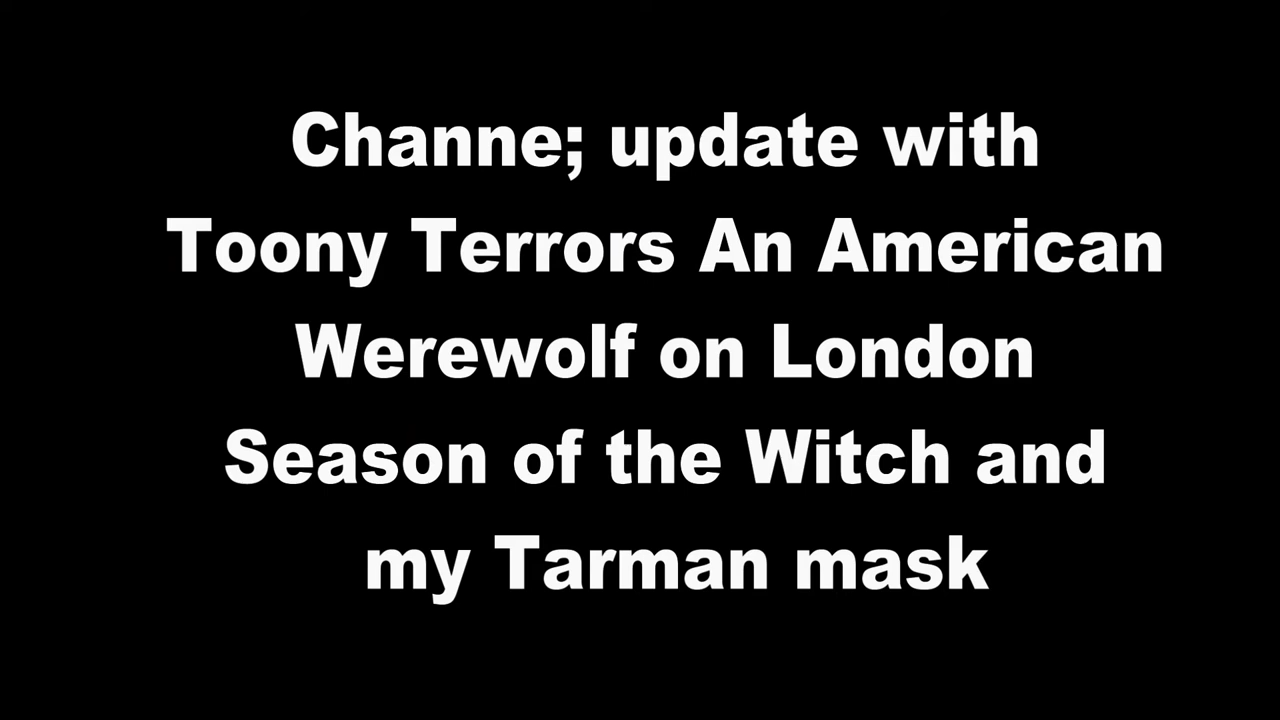 Channe; update with
Toony Terrors An American
Werewolf on London
Season of the Witch and
my Tarman mask